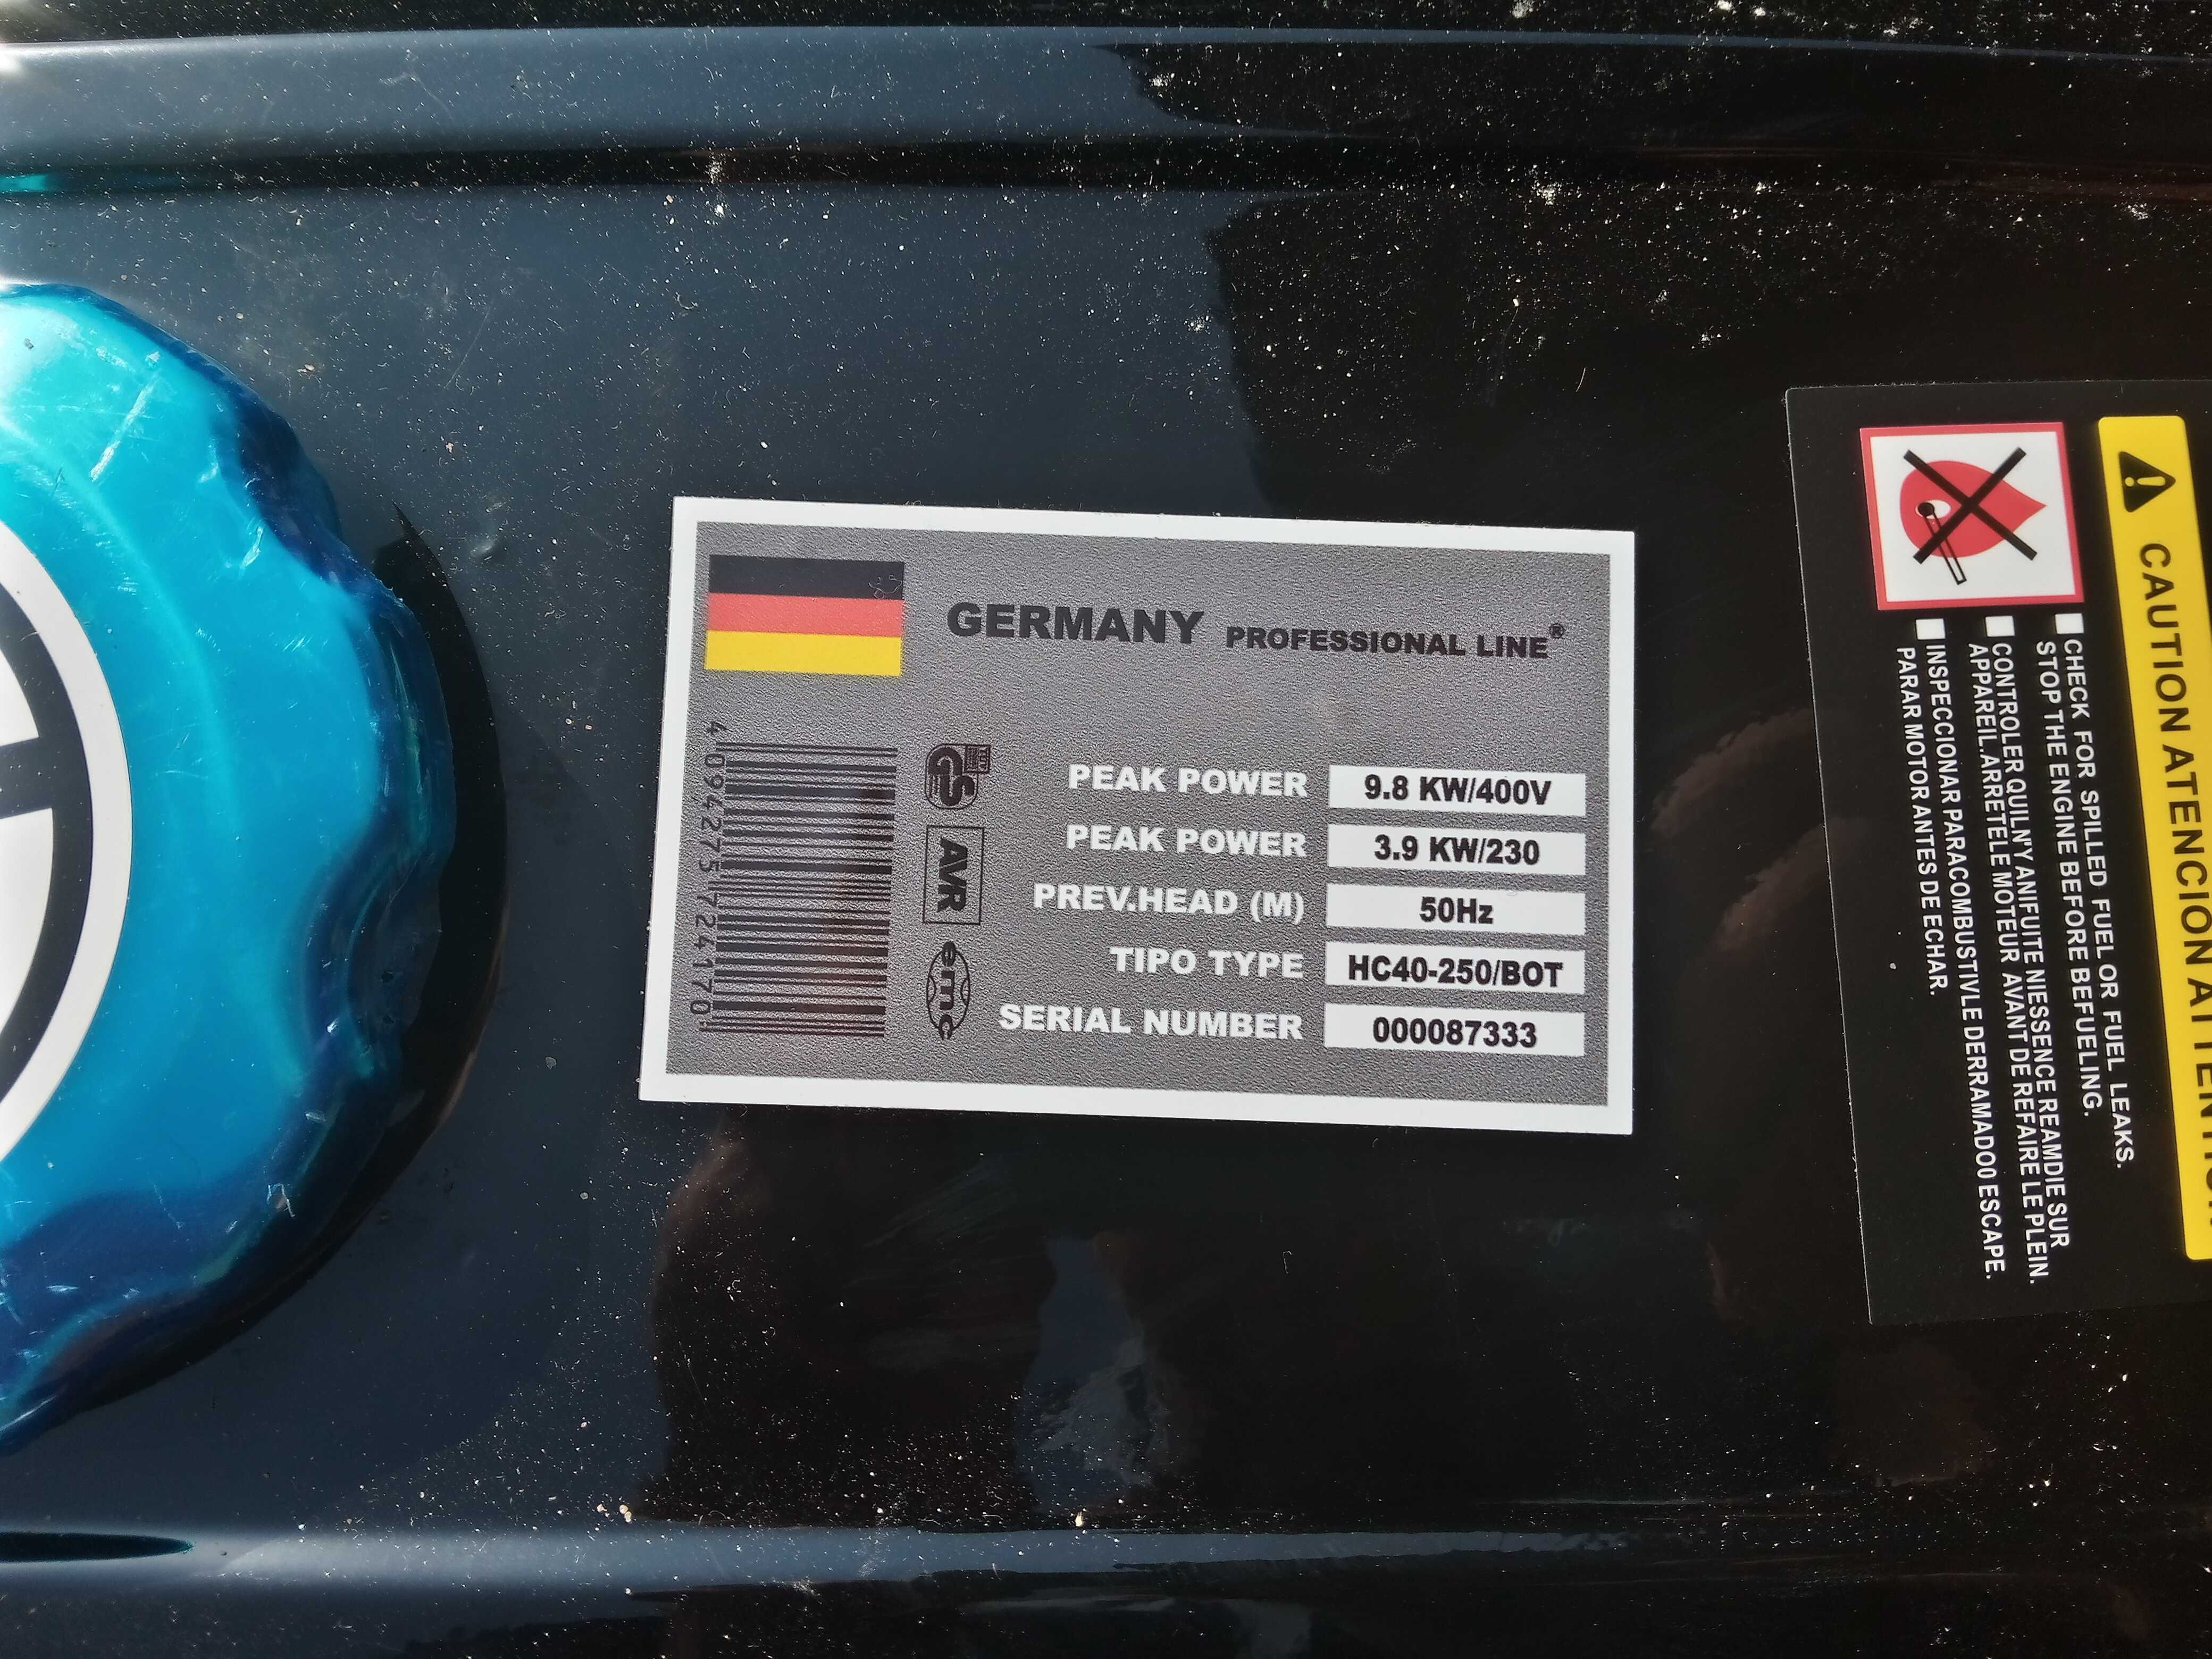 GERMANY PROFESSIONAL LINE®
PEAK POWER 9.8 KW/400V
PEAK POWER 3.9 KW/230
PREV.HEAD (M) 50Hz
TIPO TYPE HC40-250/BOT
SERIAL NUMBER 000087333
GS
AVR
emc
4 094275 724170
CAUTION ATENCION ATTENTION
CHECK FOR SPILLED FUEL OR FUEL LEAKS.
STOP THE ENGINE BEFORE BEFUELING.
CONTROLER QUILN'Y ANIFUITE NIESSENCE REAMDIE SUR
APPAREIL.ARRETELE MOTEUR AVANT DE REFAIRE LE PLEIN.
INSPECCIONAR PARACOMBUSTIVLE DERRAMADO0 ESCAPE.
PARAR MOTOR ANTES DE ECHAR.